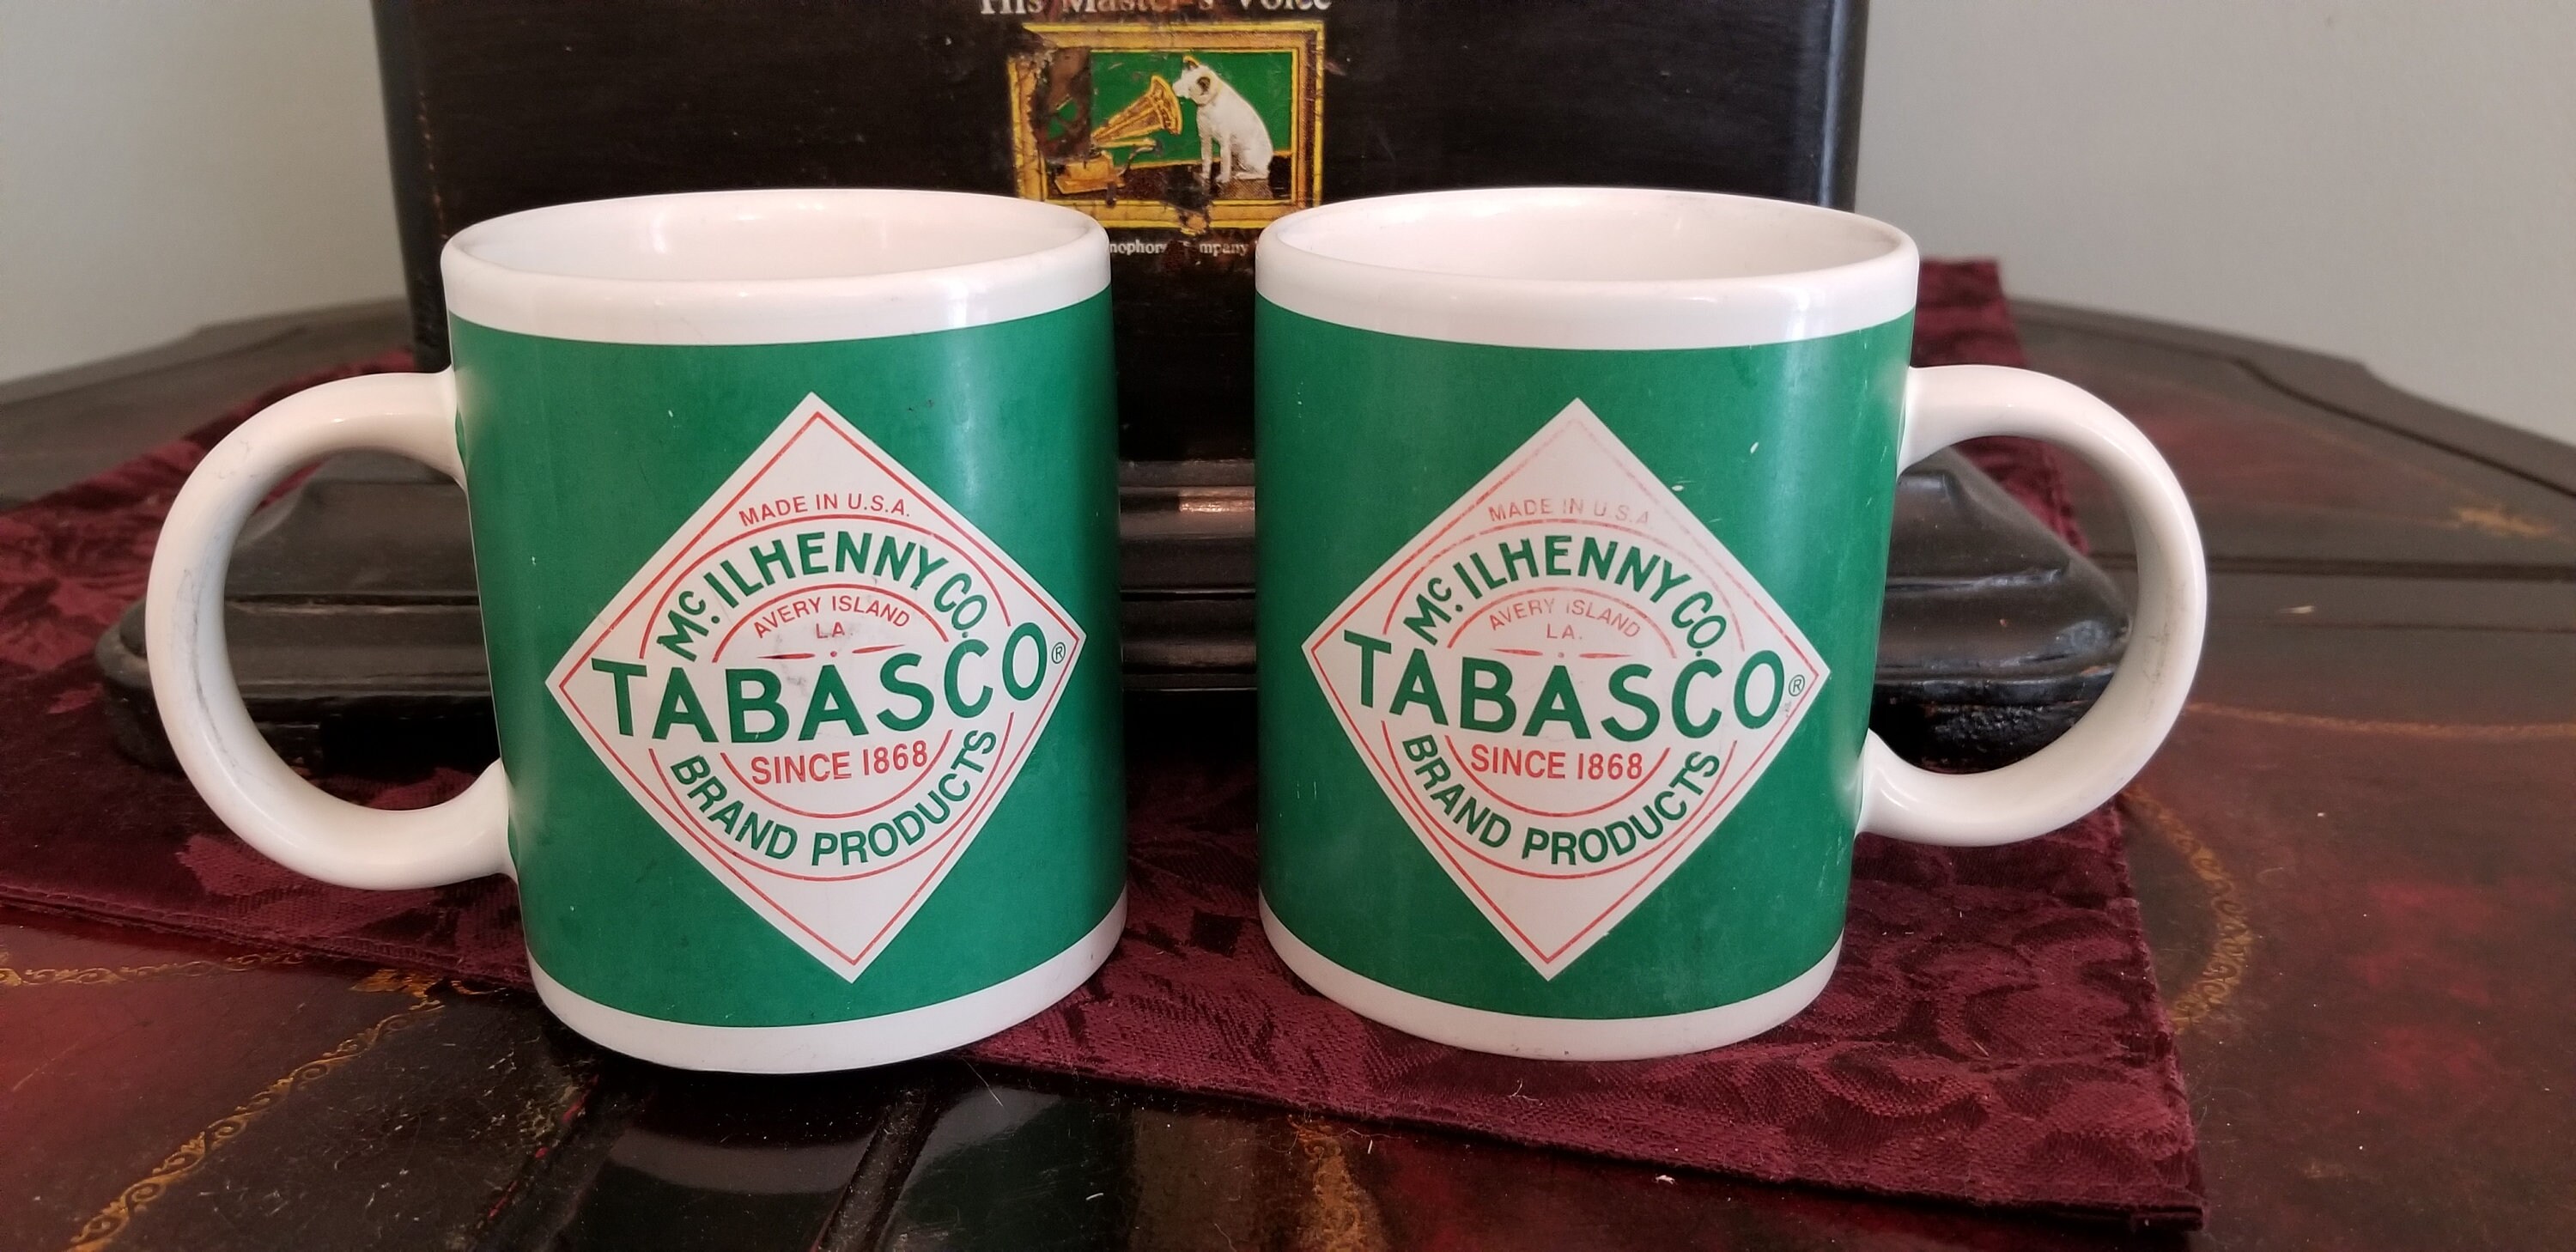 His Master's Voice
mpany
MADE IN U.S.A.
McILHENNY CO.
AVERY ISLAND
LA.
TABASCO®
SINCE 1868
BRAND PRODUCTS
MADE IN U.S.A.
McILHENNY CO.
AVERY ISLAND
LA.
TABASCO®
SINCE 1868
BRAND PRODUCTS